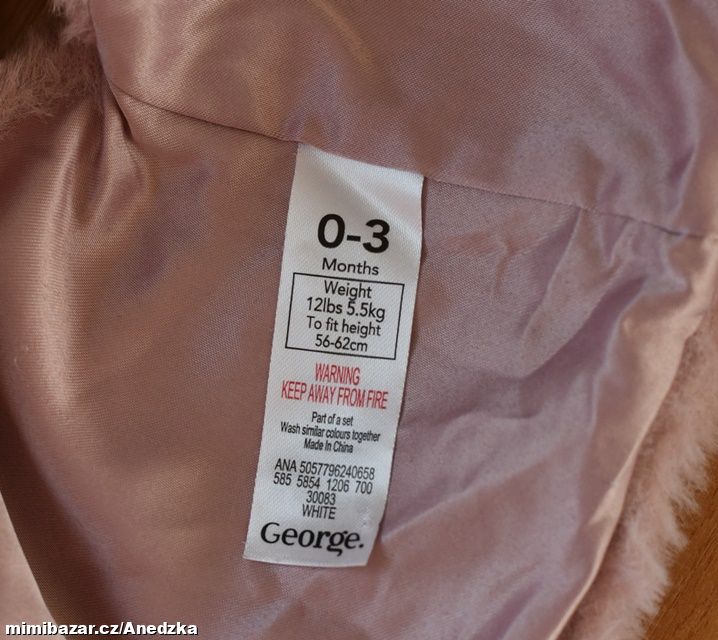 0-3
Months
Weight
12lbs 5.5kg
To fit height
56-62cm
WARNING
KEEP AWAY FROM FIRE
Part of a set
Wash similar colours together
Made In China
ANA 5057796240658
585 5854 1206 700
30083
WHITE
George.
mimibazar.cz/Anedzka